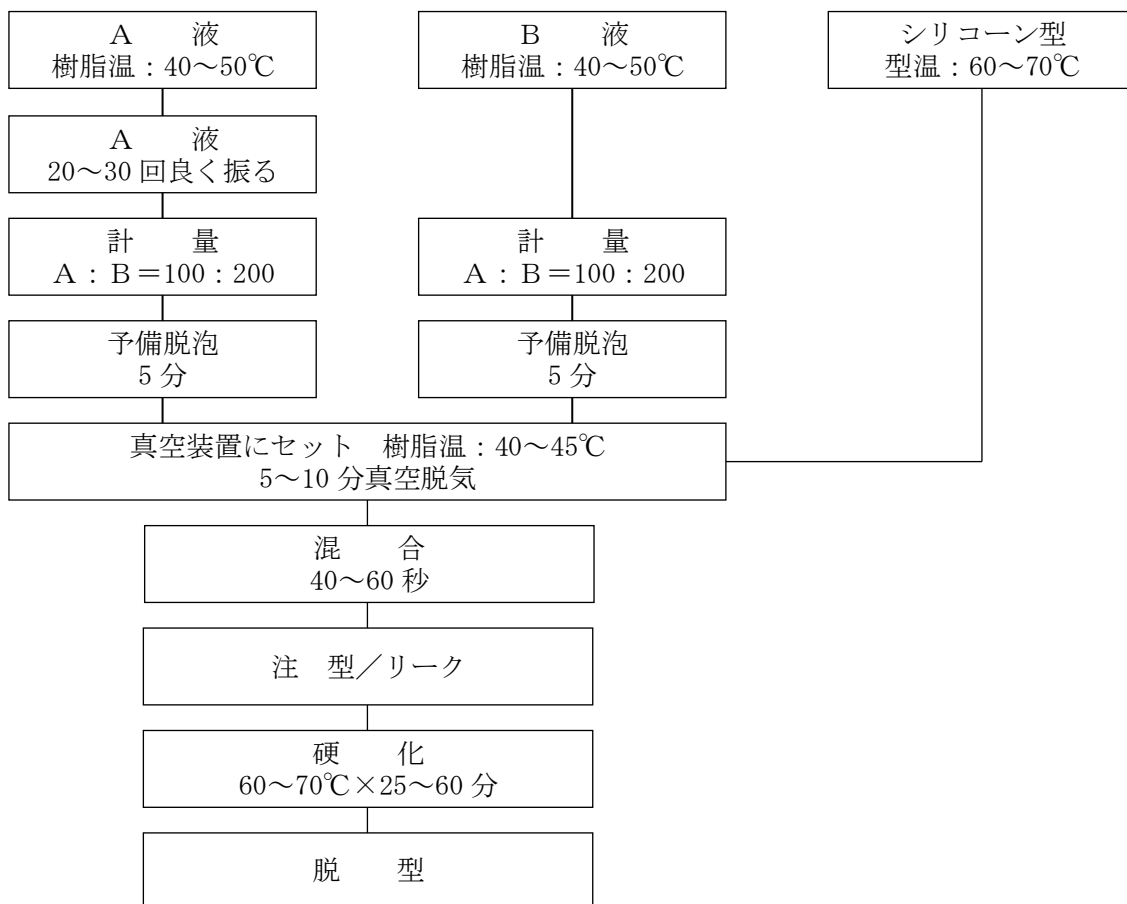 A　　液
樹脂温：40～50℃
B　　液
樹脂温：40～50℃
シリコーン型
型温：60～70℃
A　　液
20～30 回良く振る
計　　量
A：B＝100：200
計　　量
A：B＝100：200
予備脱泡
5 分
予備脱泡
5 分
真空装置にセット　樹脂温：40～45℃
5～10 分真空脱気
混　　合
40～60 秒
注　型／リーク
硬　　化
60～70℃×25～60 分
脱　　型